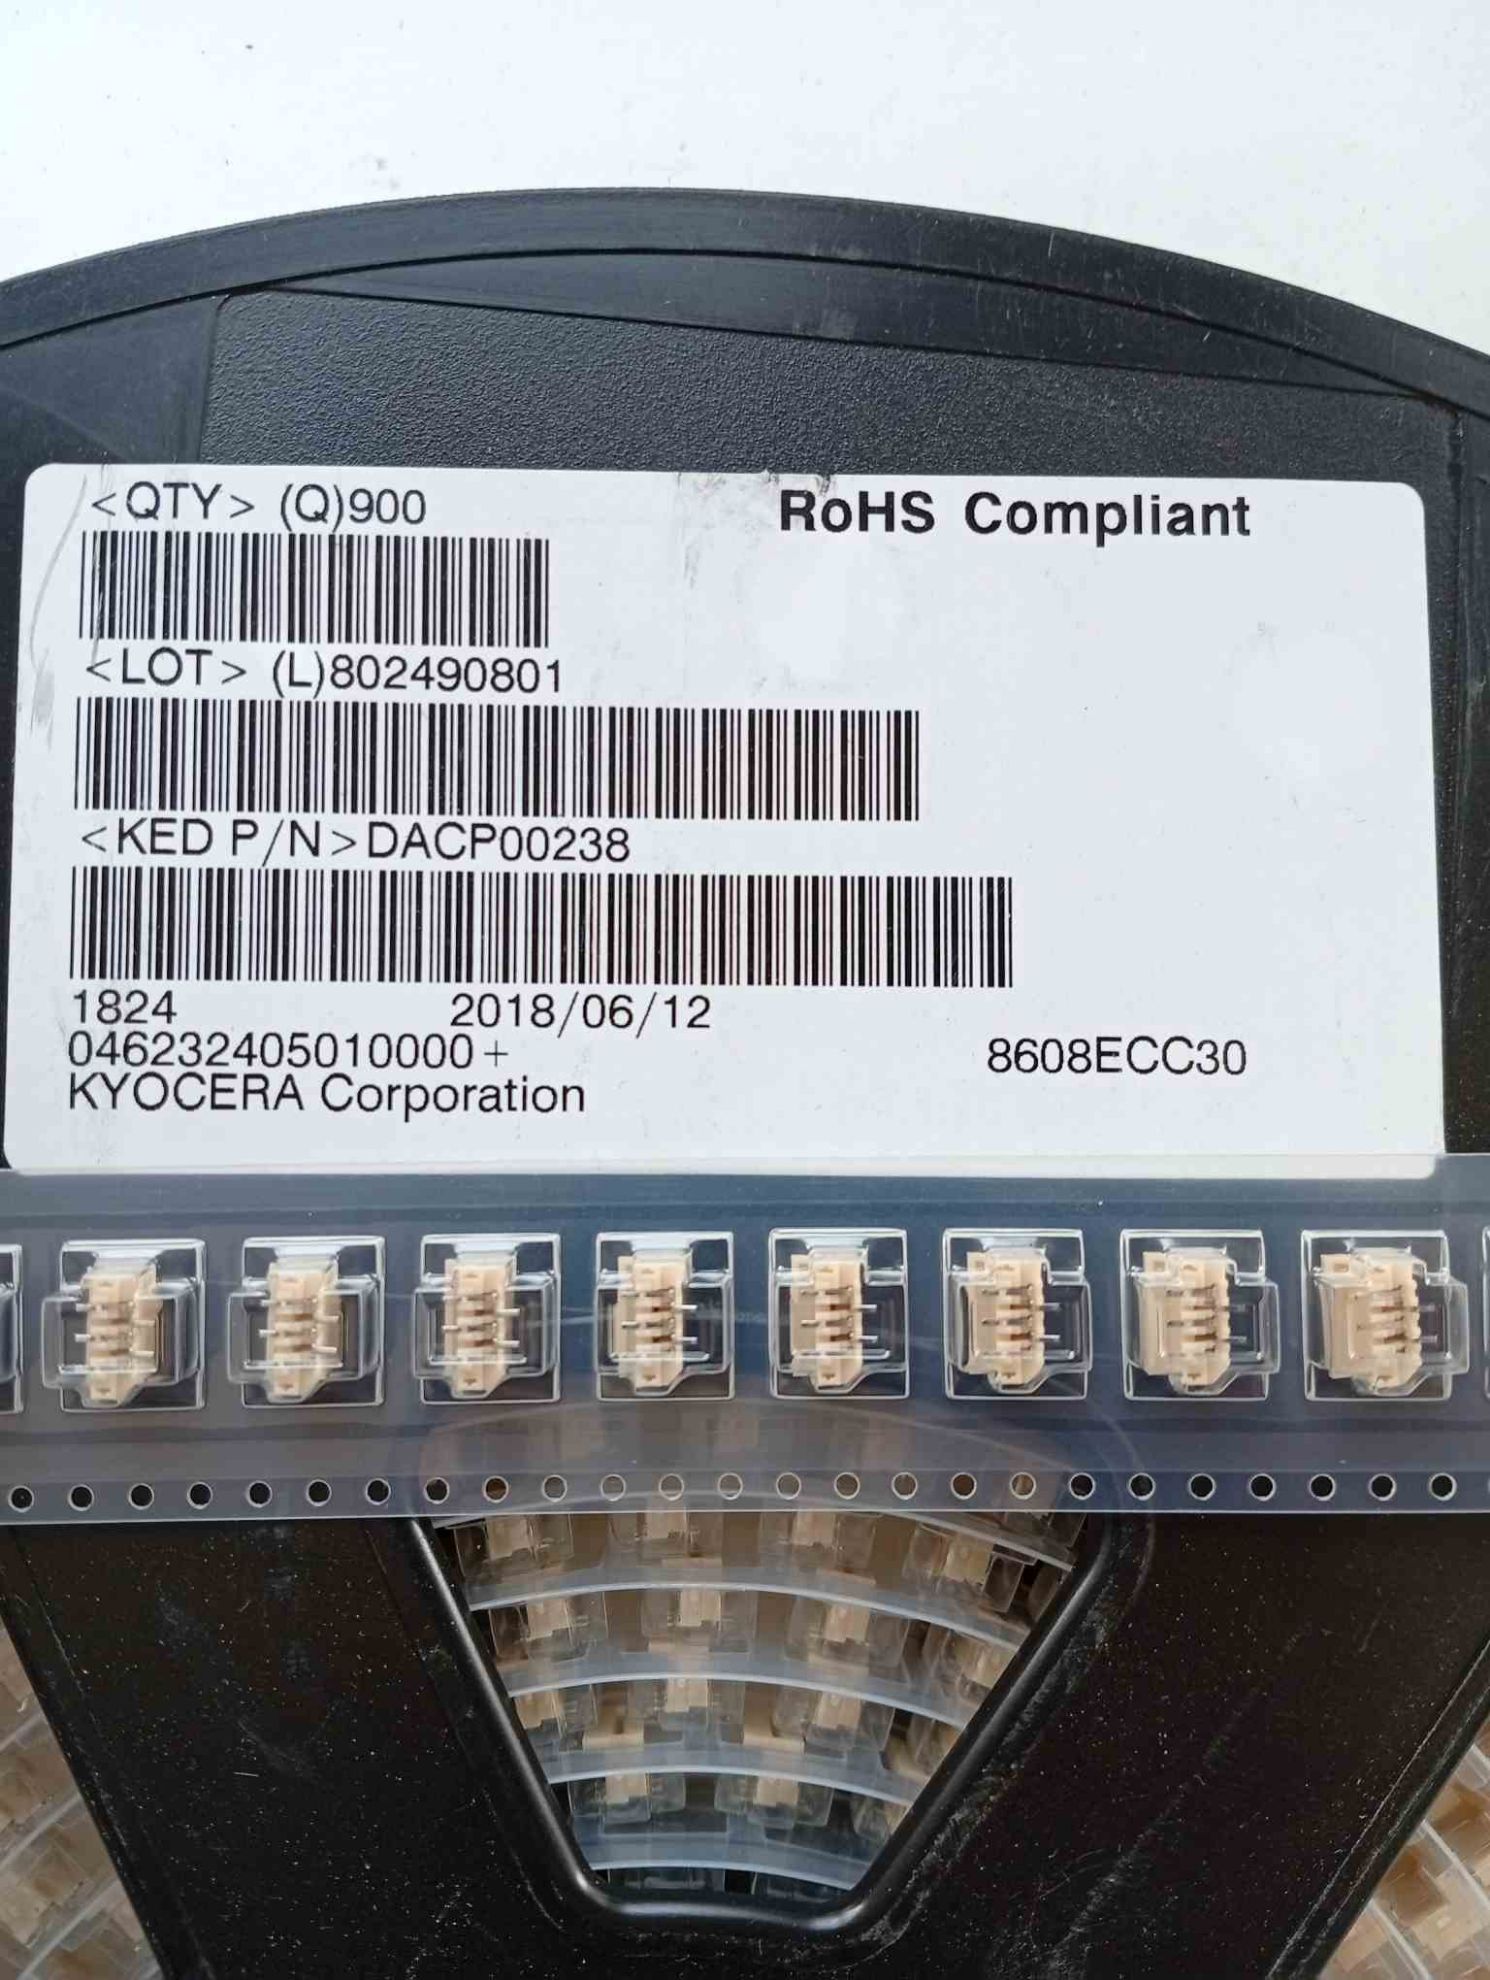 <QTY> (Q)900
RoHS Compliant
<LOT> (L)802490801
<KED P/N>DACP00238
1824 2018/06/12
046232405010000+ 8608ECC30
KYOCERA Corporation